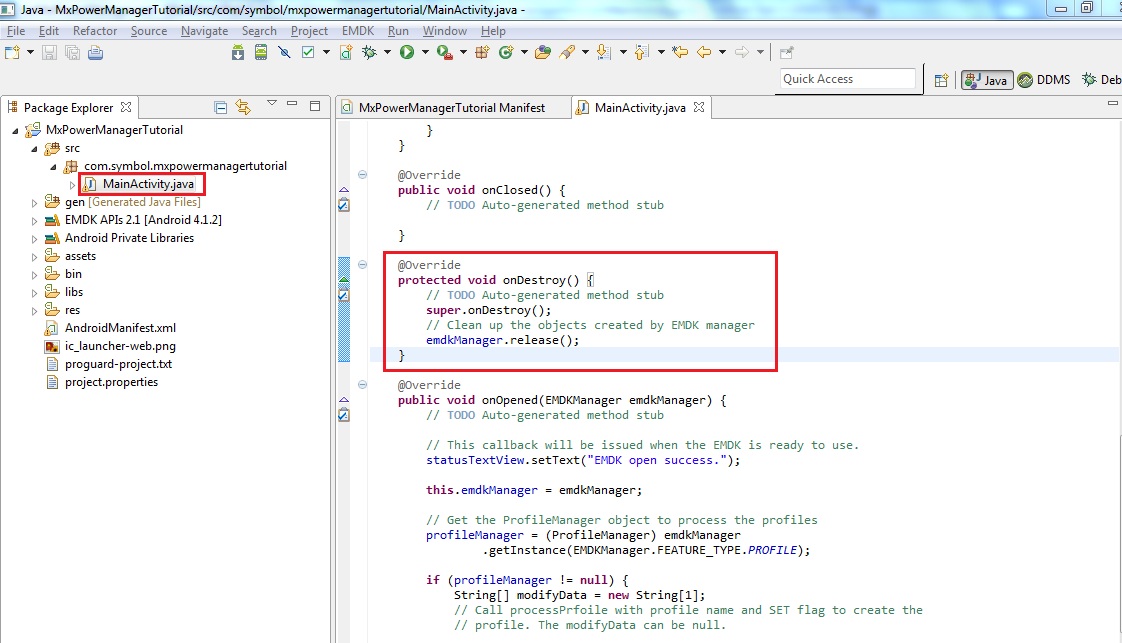 Java - MxPowerManagerTutorial/src/com/symbol/mxpowermanagertutorial/MainActivity.java -
File Edit Refactor Source Navigate Search Project EMDK Run Window Help
Quick Access
Java DDMS Deb
Package Explorer
MxPowerManagerTutorial Manifest MainActivity.java
MxPowerManagerTutorial
src
com.symbol.mxpowermanagertutorial
MainActivity.java
gen [Generated Java Files]
EMDK APIs 2.1 [Android 4.1.2]
Android Private Libraries
assets
bin
libs
res
AndroidManifest.xml
ic_launcher-web.png
proguard-project.txt
project.properties
}
}
@Override
public void onClosed() {
// TODO Auto-generated method stub
}
@Override
protected void onDestroy() {
// TODO Auto-generated method stub
super.onDestroy();
// Clean up the objects created by EMDK manager
emdkManager.release();
}
@Override
public void onOpened(EMDKManager emdkManager) {
// TODO Auto-generated method stub
// This callback will be issued when the EMDK is ready to use.
statusTextView.setText("EMDK open success.");
this.emdkManager = emdkManager;
// Get the ProfileManager object to process the profiles
profileManager = (ProfileManager) emdkManager
.getInstance(EMDKManager.FEATURE_TYPE.PROFILE);
if (profileManager != null) {
String[] modifyData = new String[1];
// Call processPrfoile with profile name and SET flag to create the
// profile. The modifyData can be null.